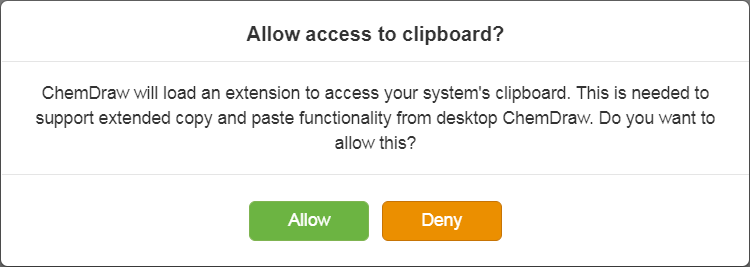 Allow access to clipboard?
ChemDraw will load an extension to access your system's clipboard. This is needed to
support extended copy and paste functionality from desktop ChemDraw. Do you want to
allow this?
Allow Deny